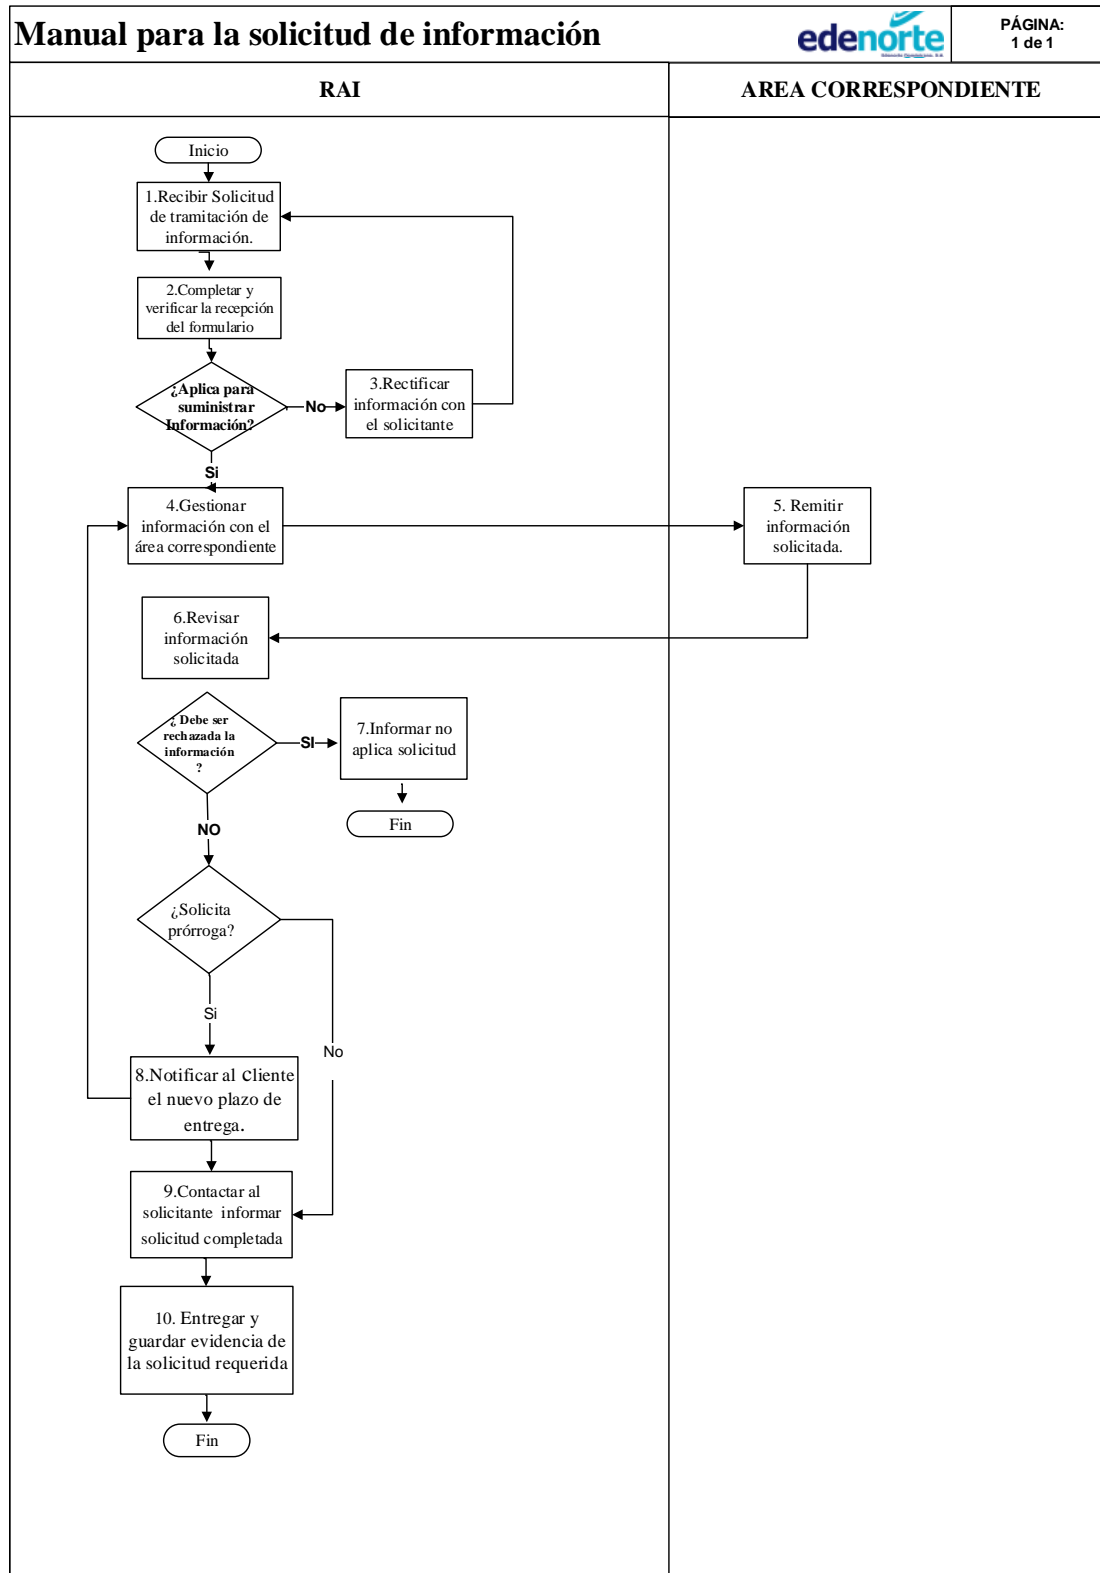 Manual para la solicitud de información
edenorte
PÁGINA:
1 de 1
RAI
AREA CORRESPONDIENTE
Inicio
1.Recibir Solicitud
de tramitación de
información.
2.Completar y
verificar la recepción
del formulario
¿Aplica para
suministrar
Información?
No
3.Rectificar
información con
el solicitante
Si
4.Gestionar
información con el
área correspondiente
5. Remitir
información
solicitada.
6.Revisar
información
solicitada
¿ Debe ser
rechazada la
información
?
SI
7.Informar no
aplica solicitud
Fin
NO
¿Solicita
prórroga?
Si
No
8.Notificar al cliente
el nuevo plazo de
entrega.
9.Contactar al
solicitante informar
solicitud completada
10. Entregar y
guardar evidencia de
la solicitud requerida
Fin